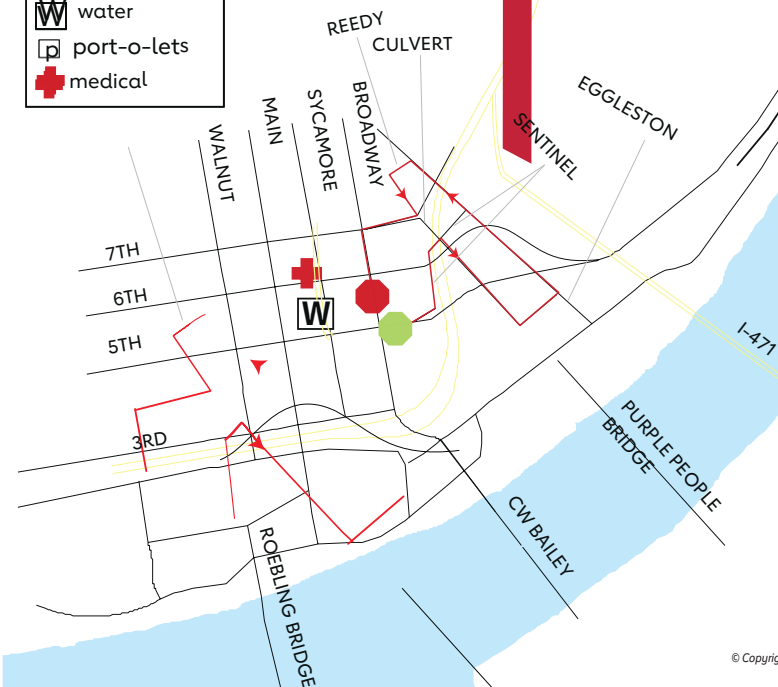 W water
p port-o-lets
medical
REEDY
CULVERT
EGGLESTON
SENTINEL
BROADWAY
SYCAMORE
MAIN
WALNUT
7TH
6TH
W
5TH
3RD
I-471
PURPLE PEOPLE
BRIDGE
CW BAILEY
ROEBLING BRIDGE
© Copyrig